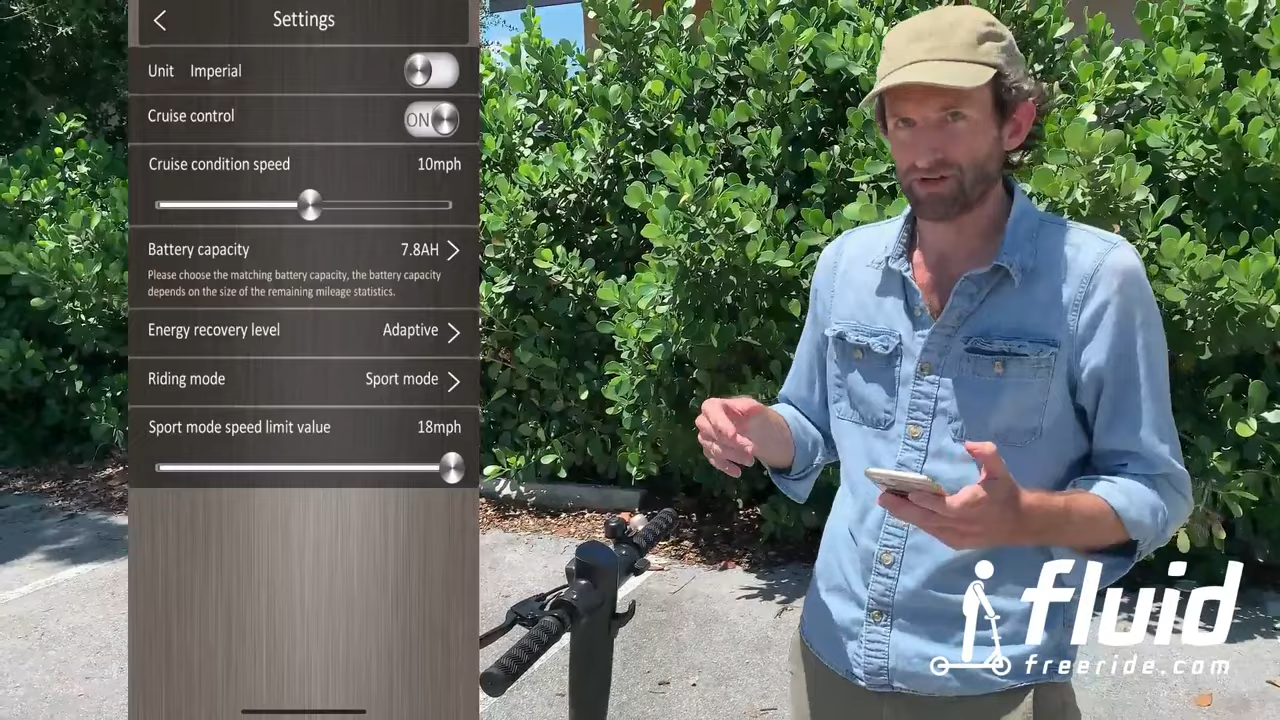 Settings
Unit Imperial
Cruise control ON
Cruise condition speed 10mph
Battery capacity 7.8AH
Please choose the matching battery capacity, the battery capacity
depends on the size of the remaining mileage statistics.
Energy recovery level Adaptive
Riding mode Sport mode
Sport mode speed limit value 18mph
fluid
freeride.com